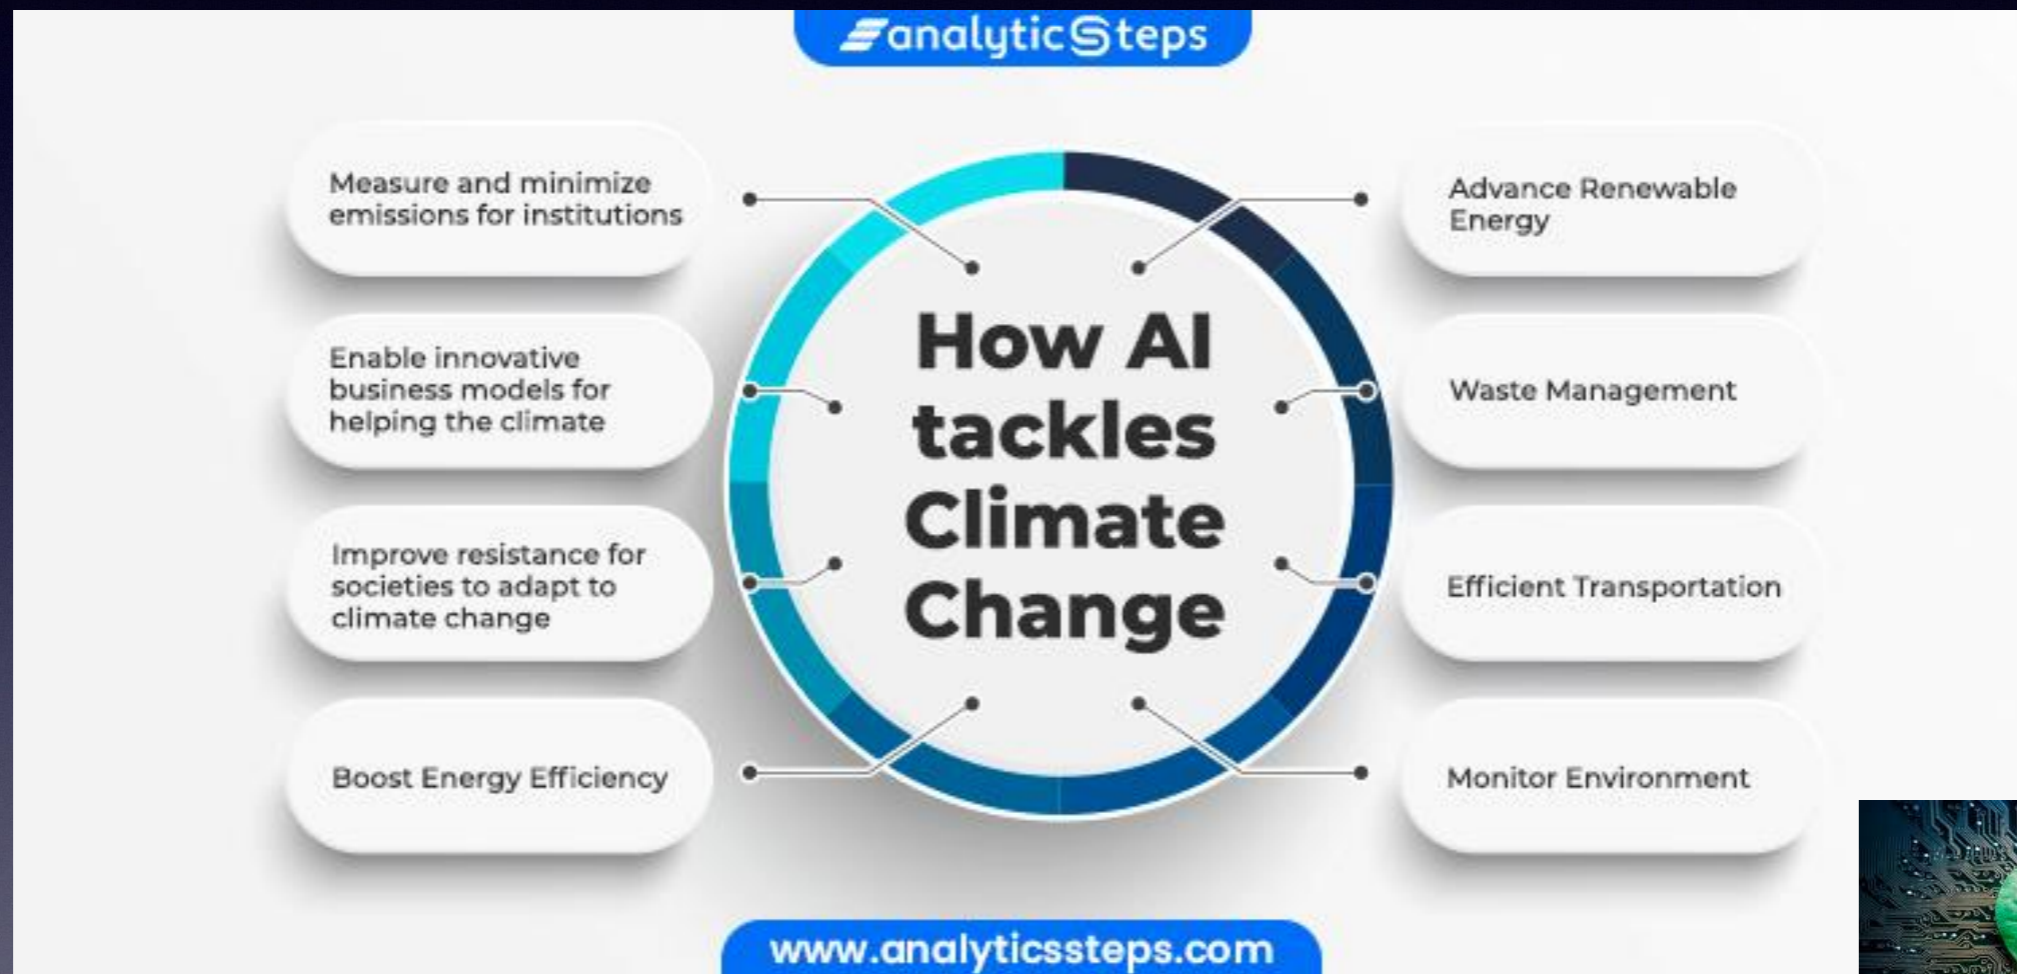 analyticSteps
Measure and minimize
emissions for institutions
Enable innovative
business models for
helping the climate
Improve resistance for
societies to adapt to
climate change
Boost Energy Efficiency
How AI
tackles
Climate
Change
Advance Renewable
Energy
Waste Management
Efficient Transportation
Monitor Environment
www.analyticssteps.com